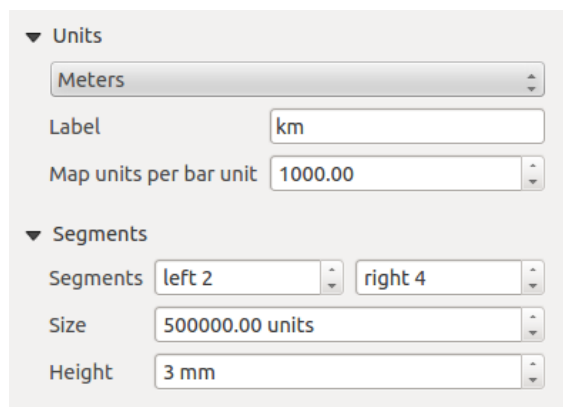 Units
Meters
Label km
Map units per bar unit 1000.00
Segments
Segments left 2 right 4
Size 500000.00 units
Height 3 mm